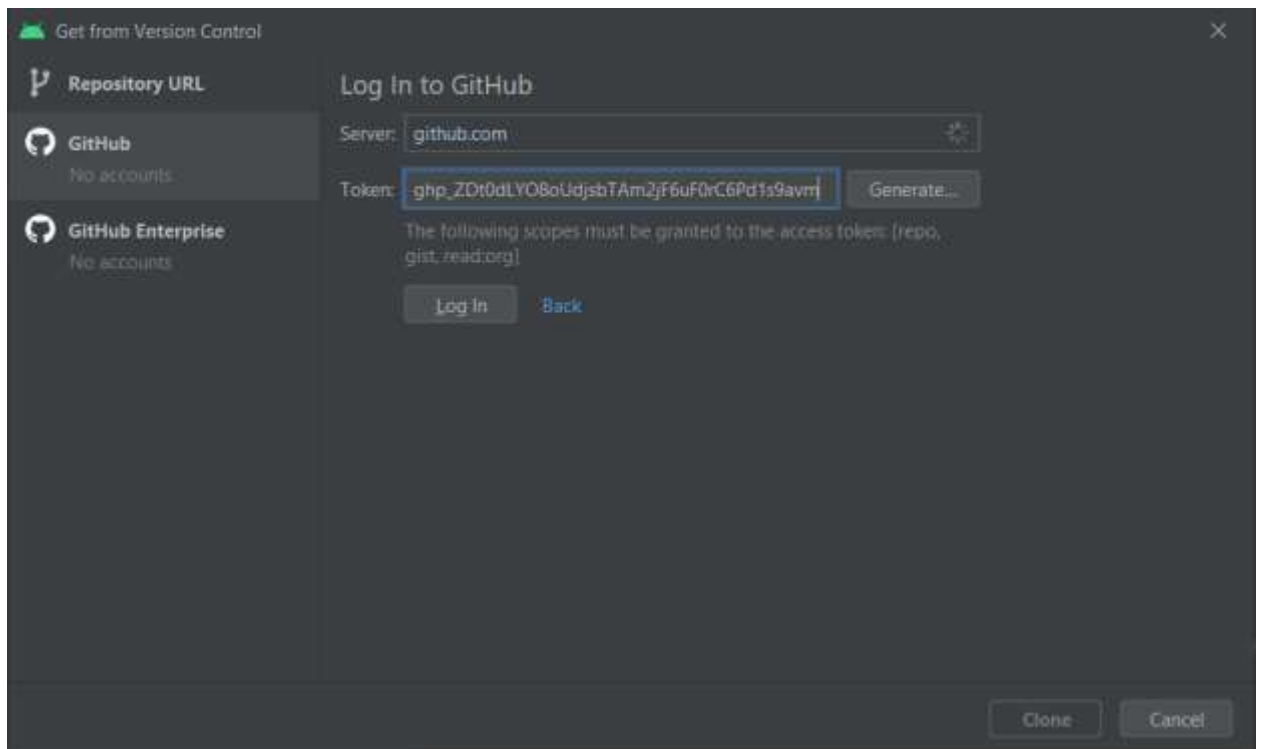 Get from Version Control
Repository URL
GitHub
No accounts
GitHub Enterprise
No accounts
Log In to GitHub
Server: github.com
Token: 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
Generate...
The following scopes must be granted to the access token: [repo,
gist, read:org]
Log In
Back
Clone
Cancel